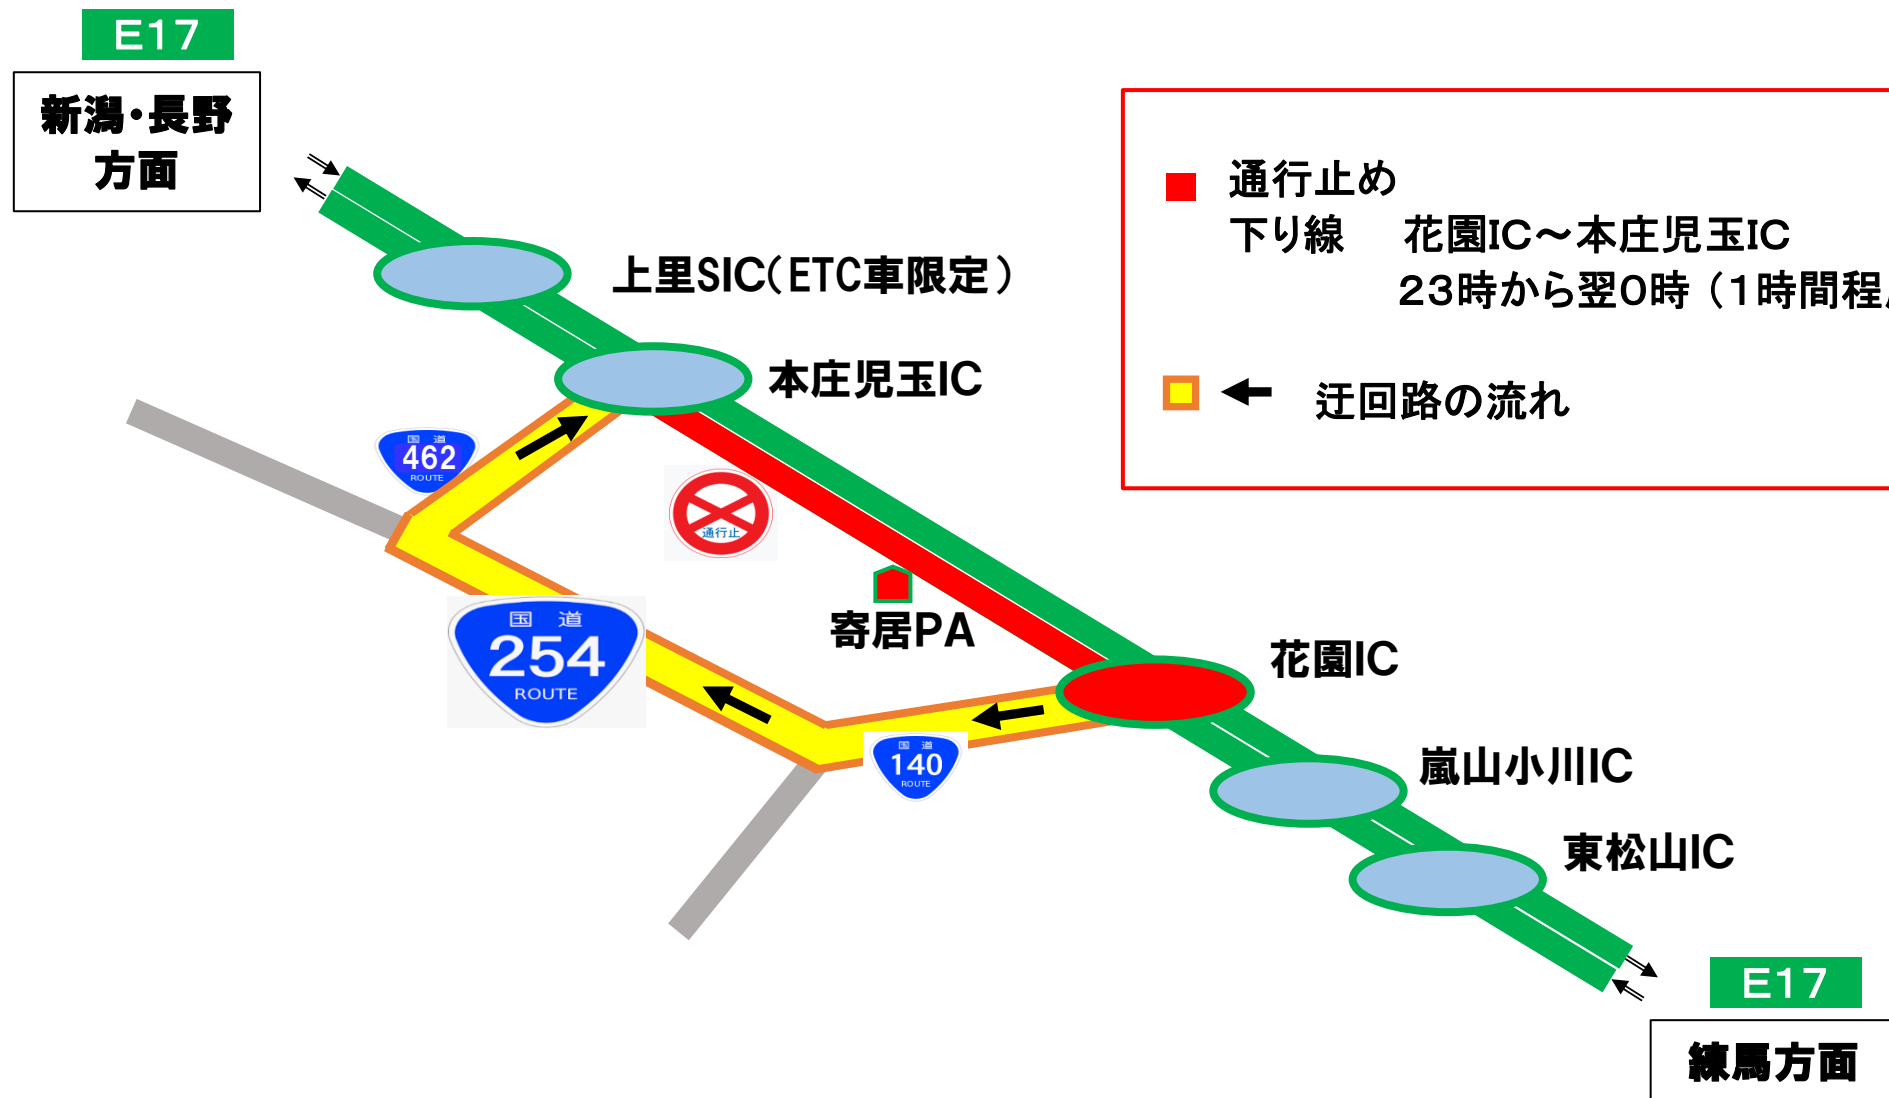 E17
新潟・長野
方面
通行止め
下り線 花園IC～本庄児玉IC
23時から翌0時（1時間程
迂回路の流れ
上里SIC（ETC車限定）
本庄児玉IC
国道
462
ROUTE
通行止
寄居PA
国道
254
ROUTE
花園IC
国道
140
ROUTE
嵐山小川IC
東松山IC
E17
練馬方面